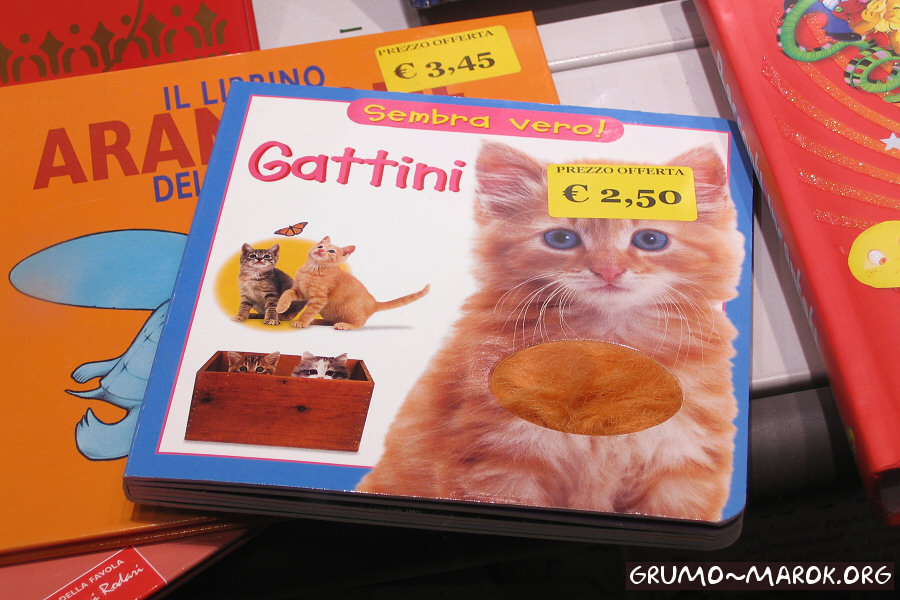 PREZZO OFFERTA
€ 3,45
IL LIBRINO
ARAN
DEL
Sembra vero!
Gattini
PREZZO OFFERTA
€ 2,50
DELLA FAVOLA
Rodari
GRUMO~MAROK.ORG